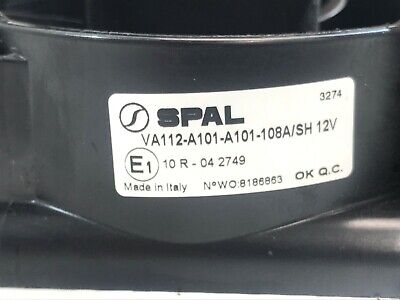 3274
SPAL
VA112-A101-A101-108A/SH 12V
E1 10 R - 04 2749
Made in Italy N°WO:8186863 OK Q.C.